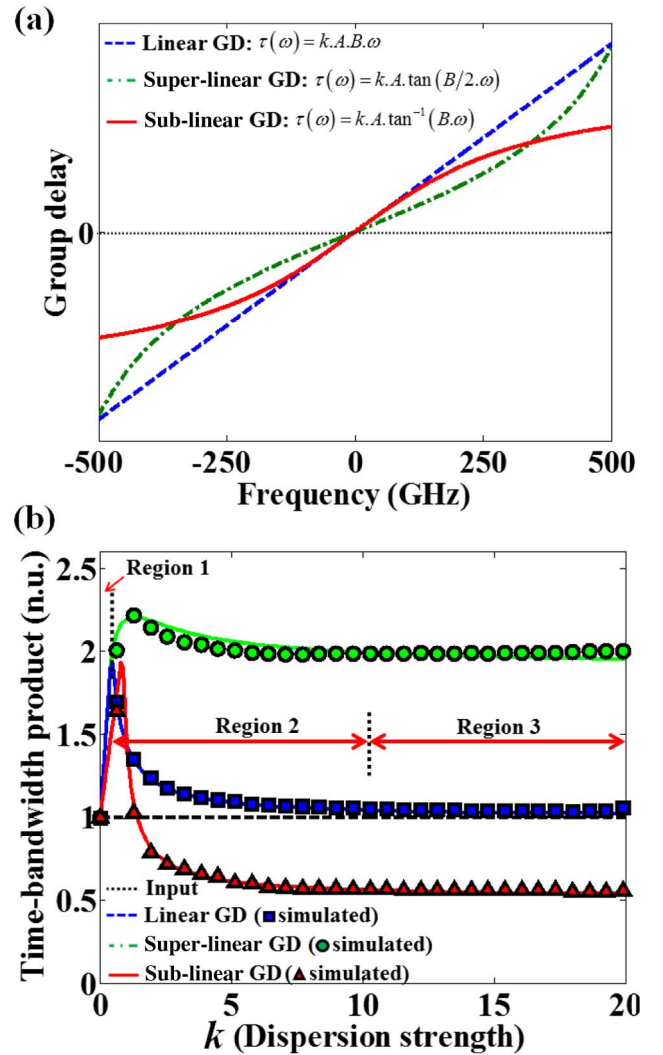 (a)
Linear GD: τ(ω)=k.A.B.ω
Super-linear GD: τ(ω)=k.A.tan(B/2.ω)
Sub-linear GD: τ(ω)=k.A.tan⁻¹(B.ω)
Group delay
0
-500 -250 0 250 500
Frequency (GHz)
(b)
Time-bandwidth product (n.u.)
2.5
2
1.5
1
0.5
0
Region 1
Region 2
Region 3
Input
Linear GD (simulated)
Super-linear GD (simulated)
Sub-linear GD (simulated)
0 5 10 15 20
k (Dispersion strength)